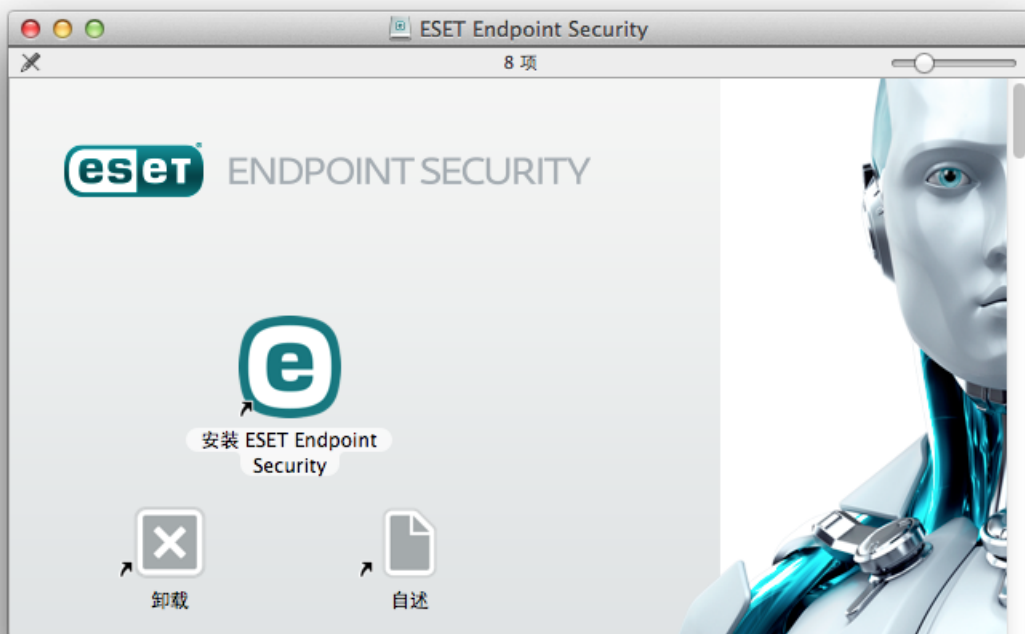 ESET Endpoint Security
8 项
eseT ENDPOINT SECURITY
e
安装 ESET Endpoint
Security
卸载
自述